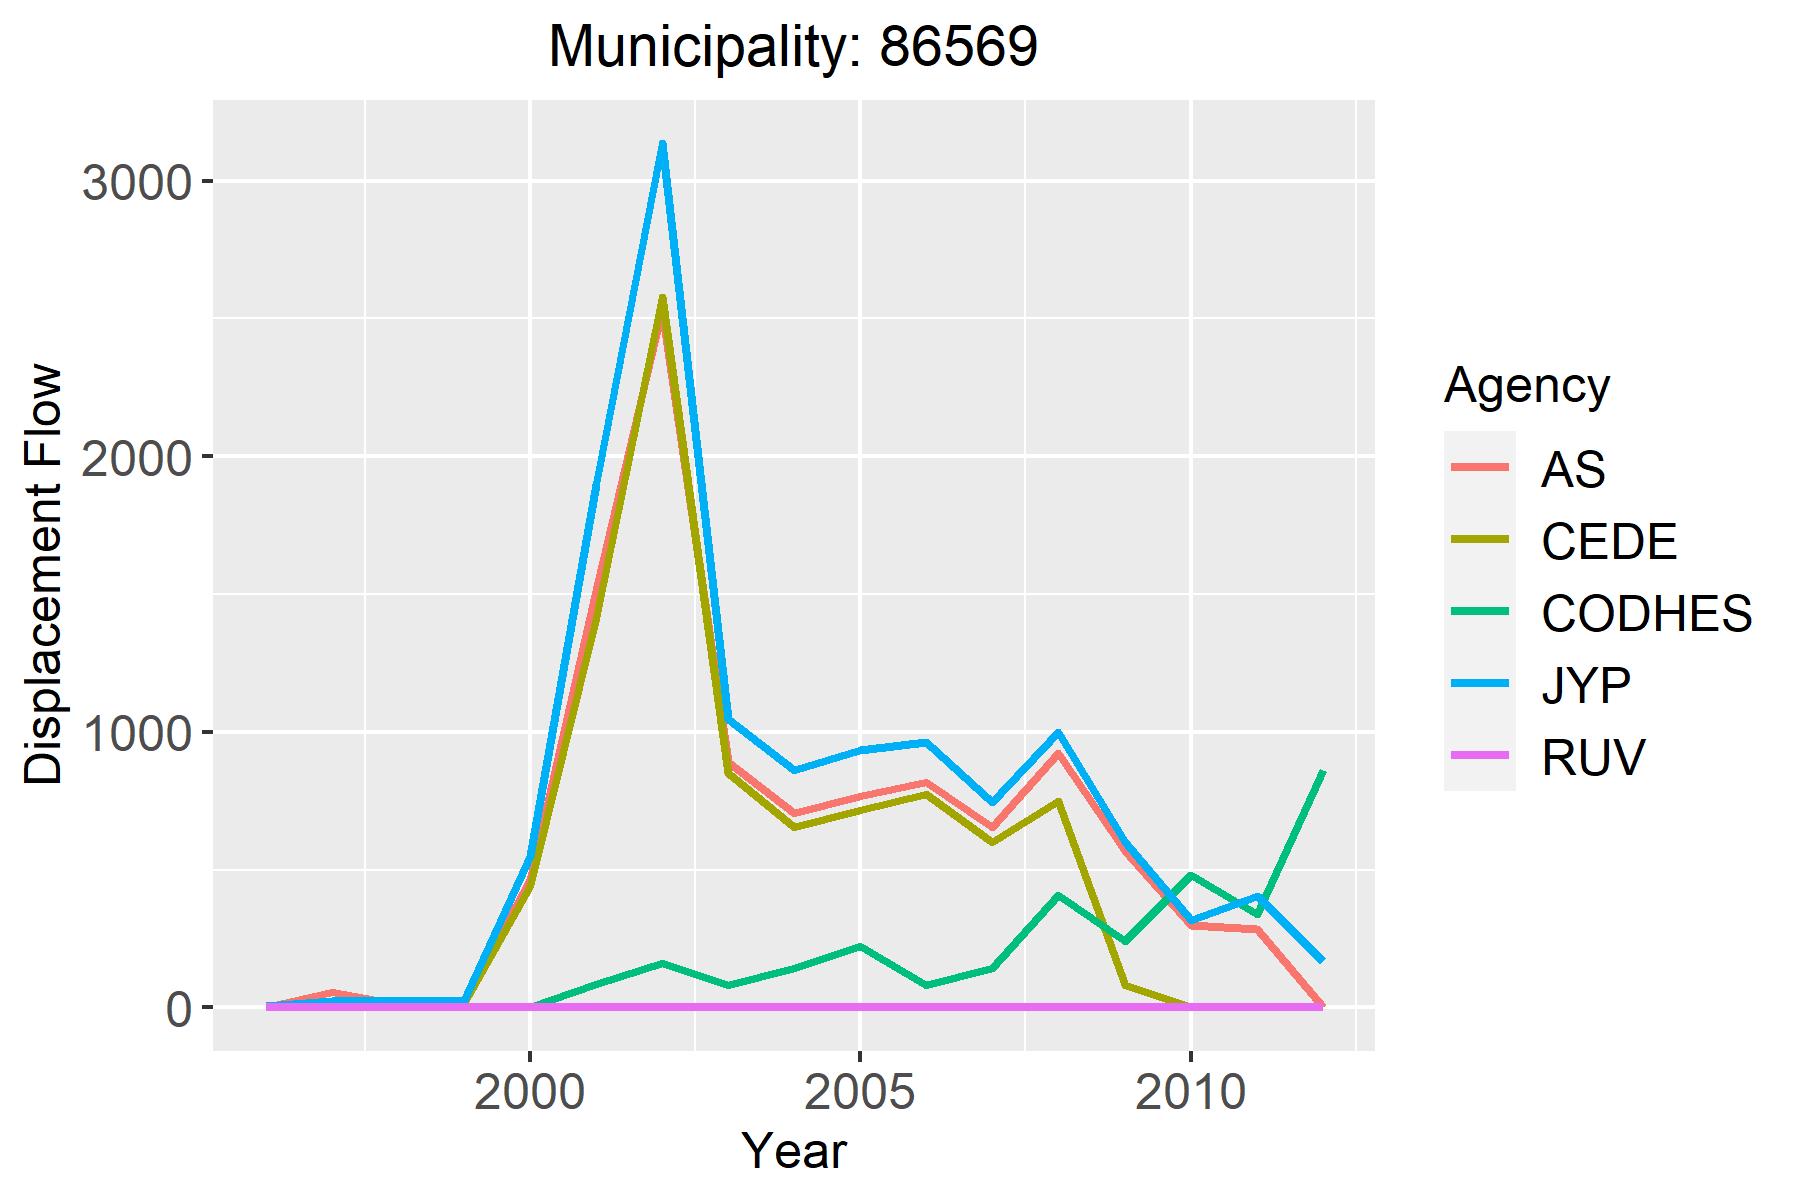 Municipality: 86569
Displacement Flow
3000
2000
1000
0
2000 2005 2010
Year
Agency
AS
CEDE
CODHES
JYP
RUV